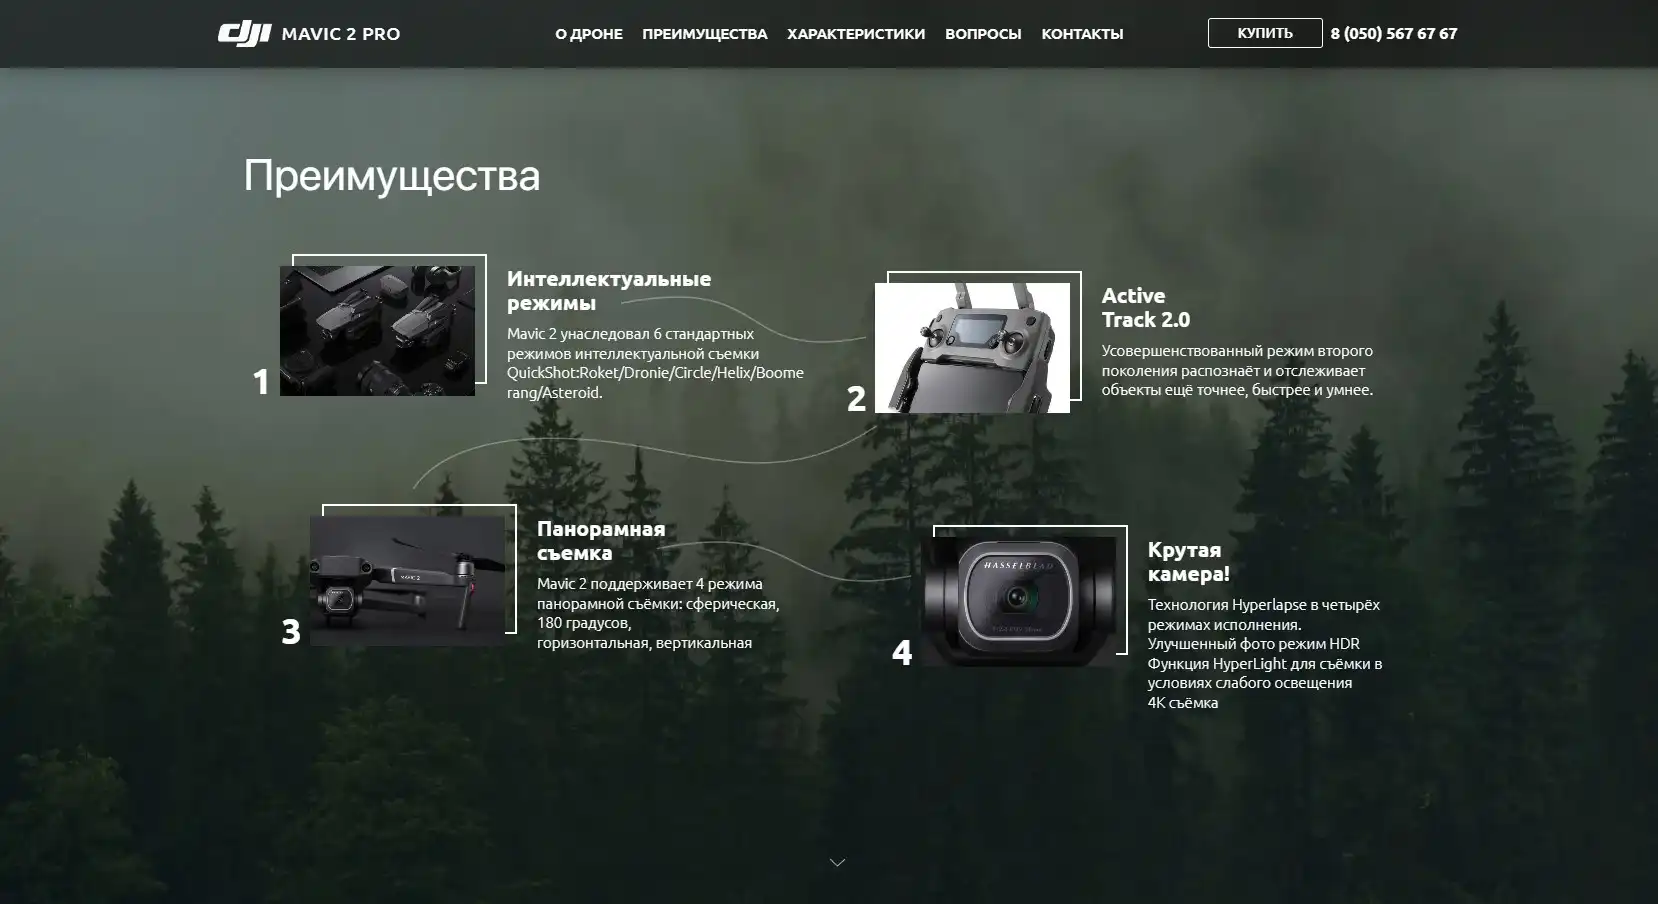 dji MAVIC 2 PRO
О ДРОНЕ ПРЕИМУЩЕСТВА ХАРАКТЕРИСТИКИ ВОПРОСЫ КОНТАКТЫ
КУПИТЬ 8 (050) 567 67 67
Преимущества
1
Интеллектуальные
режимы
Mavic 2 унаследовал 6 стандартных
режимов интеллектуальной съемки
QuickShot:Roket/Dronie/Circle/Helix/Boome
rang/Asteroid.
2
Active
Track 2.0
Усовершенствованный режим второго
поколения распознаёт и отслеживает
объекты ещё точнее, быстрее и умнее.
3
MAVIC 2
Панорамная
съемка
Mavic 2 поддерживает 4 режима
панорамной съёмки: сферическая,
180 градусов,
горизонтальная, вертикальная
4
HASSELBLAD
Крутая
камера!
Технология Hyperlapse в четырёх
режимах исполнения.
Улучшенный фото режим HDR
Функция HyperLight для съёмки в
условиях слабого освещения
4K съёмка